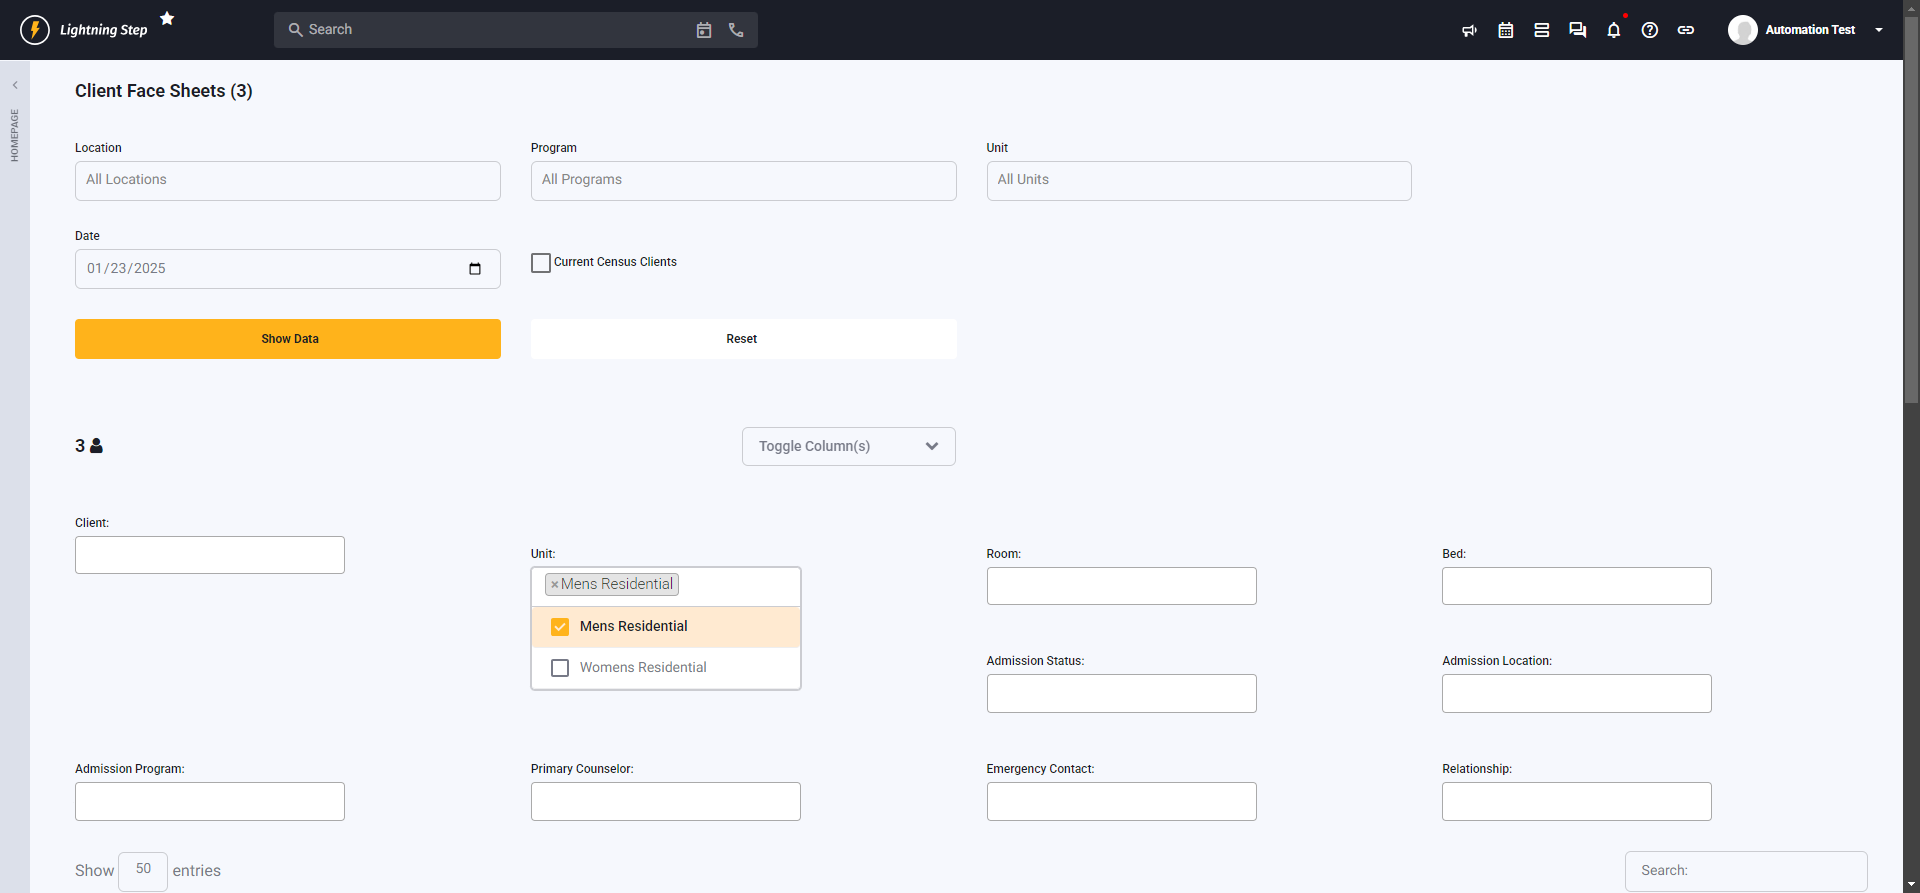 Lightning Step
Search
Automation Test
HOMEPAGE
Client Face Sheets (3)
Location
Program
Unit
All Locations
All Programs
All Units
Date
01/23/2025
Current Census Clients
Show Data
Reset
3
Toggle Column(s)
Client:
Unit:
Room:
Bed:
×Mens Residential
Mens Residential
Womens Residential
Admission Status:
Admission Location:
Admission Program:
Primary Counselor:
Emergency Contact:
Relationship:
Show 50 entries
Search: